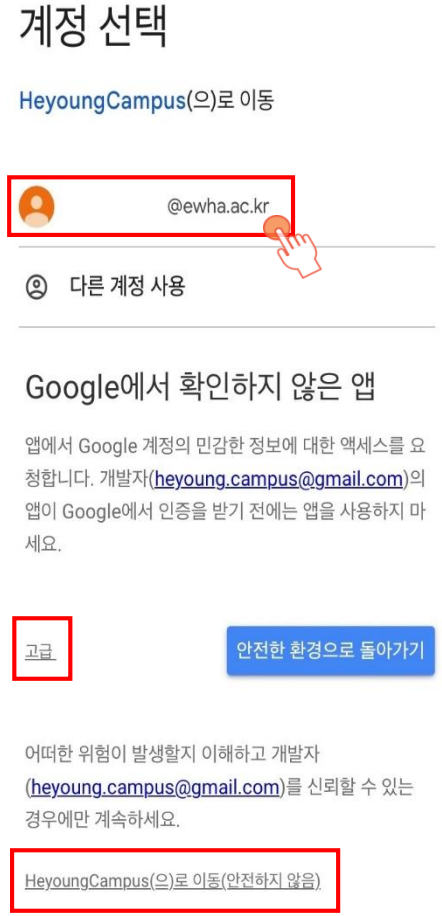 계정 선택
HeyoungCampus(으)로 이동
@ewha.ac.kr
다른 계정 사용
Google에서 확인하지 않은 앱
앱에서 Google 계정의 민감한 정보에 대한 액세스를 요
청합니다. 개발자(heyoung.campus@gmail.com)의
앱이 Google에서 인증을 받기 전에는 앱을 사용하지 마
세요.
고급
안전한 환경으로 돌아가기
어떠한 위험이 발생할지 이해하고 개발자
(heyoung.campus@gmail.com)를 신뢰할 수 있는
경우에만 계속하세요.
HeyoungCampus(으)로 이동(안전하지 않음)